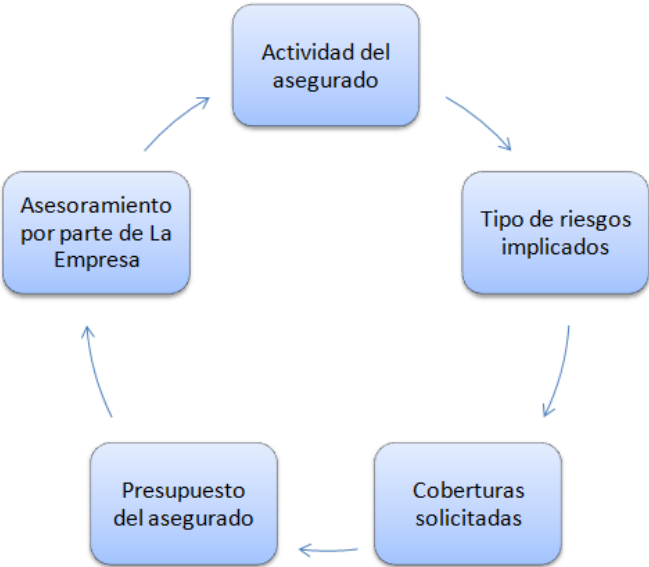 Actividad del
asegurado
Tipo de riesgos
implicados
Coberturas
solicitadas
Presupuesto
del asegurado
Asesoramiento
por parte de La
Empresa